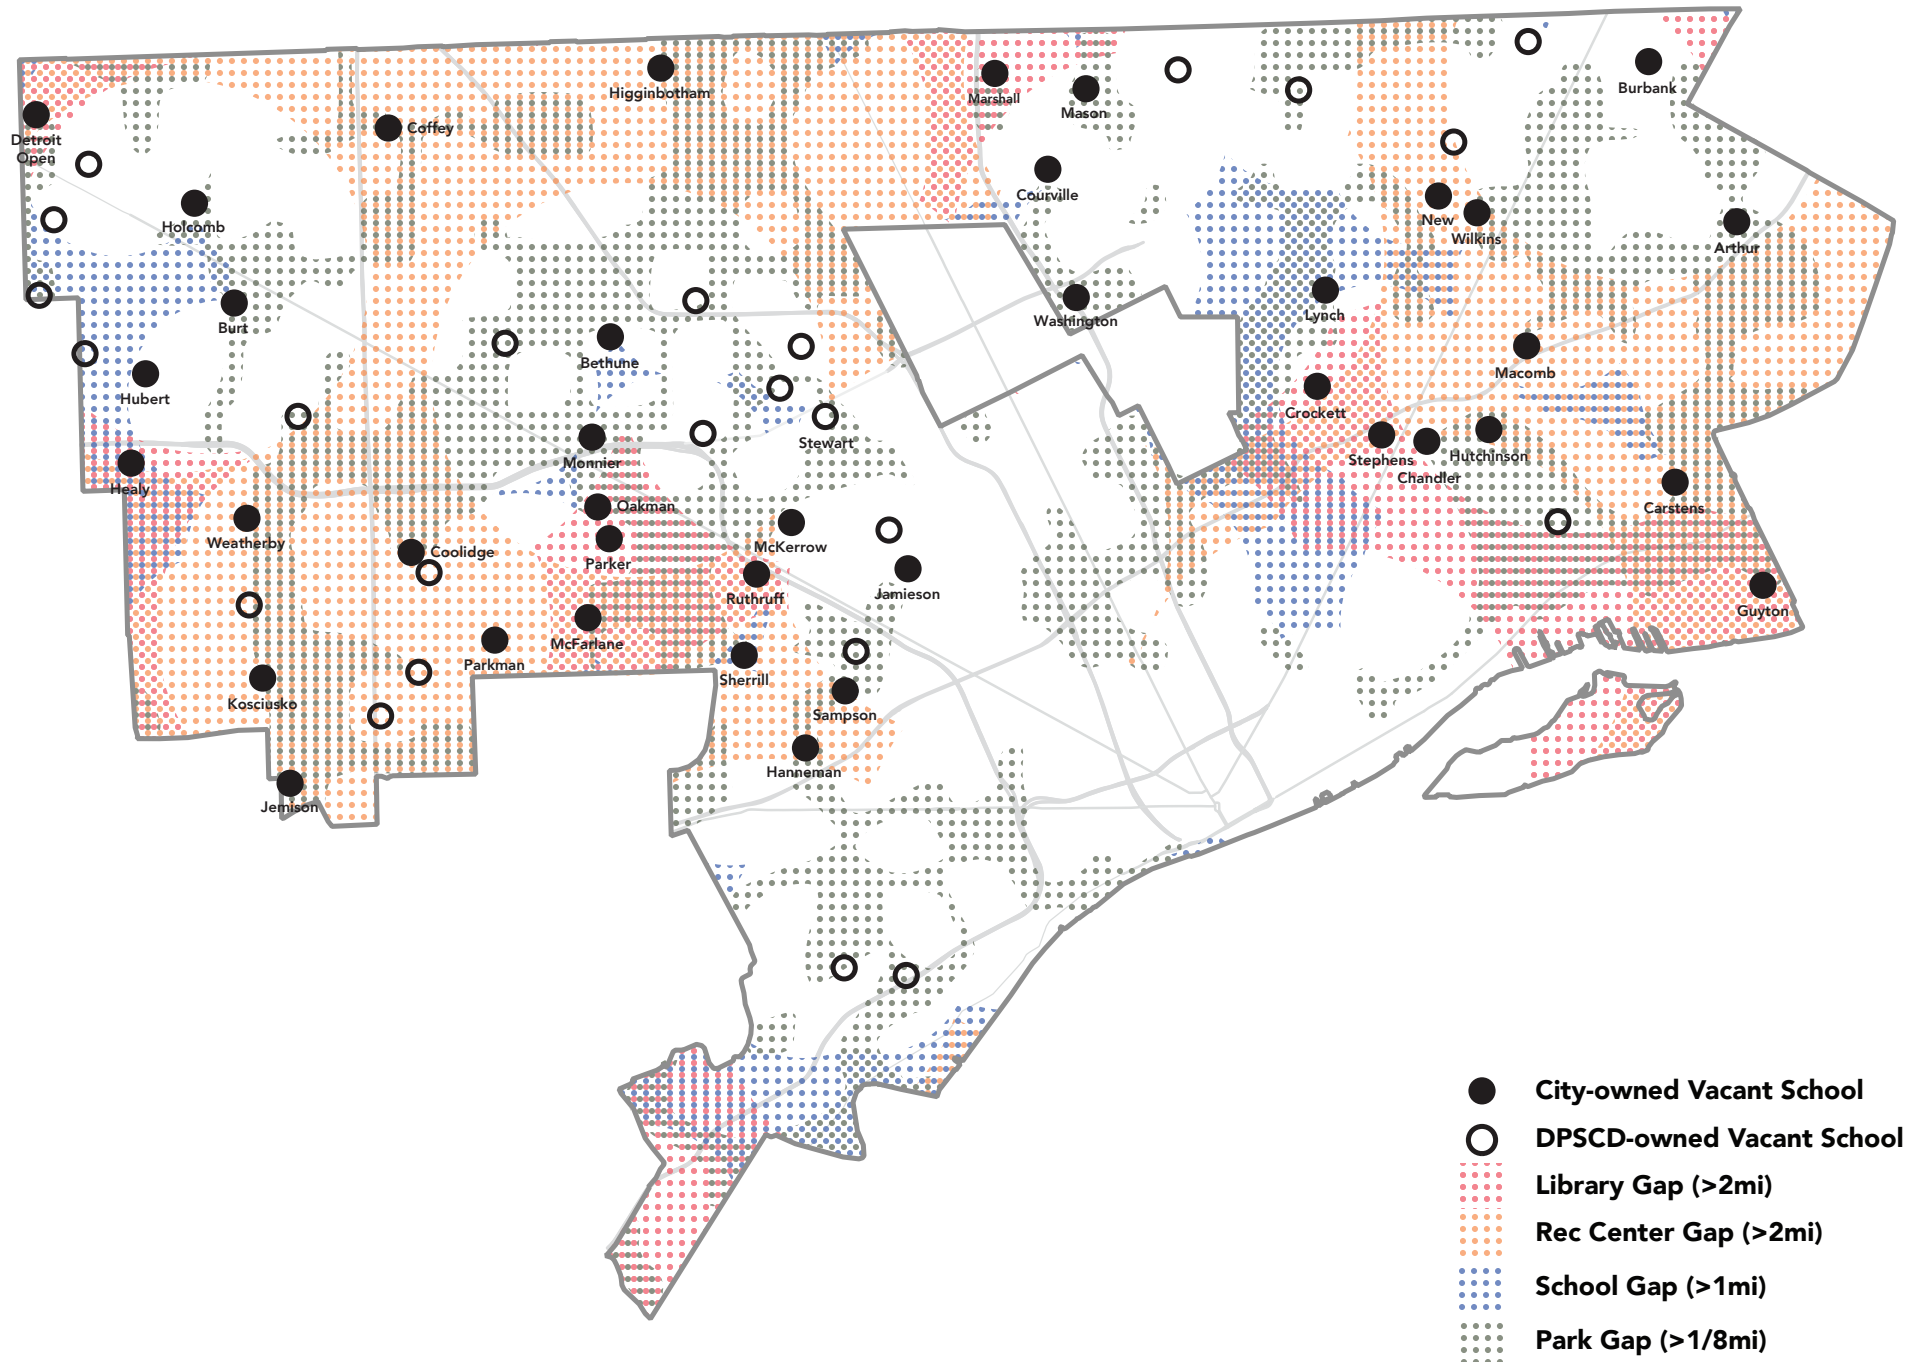 Burbank
Higginbotham
Marshall
Mason
Coffey
Detroit
Open
Courville
Holcomb
New
Wilkins
Arthur
Burt
Washington
Lynch
Bethune
Macomb
Hubert
Crockett
Stewart
Monnier
Stephens
Hutchinson
Chandler
Healy
Oakman
Carstens
Weatherby
McKerrow
Coolidge
Parker
Jamieson
Ruthruff
Guyton
McFarlane
Parkman
Sherrill
Kosciusko
Sampson
Hanneman
Jemison
City-owned Vacant School
DPSCD-owned Vacant School
Library Gap (>2mi)
Rec Center Gap (>2mi)
School Gap (>1mi)
Park Gap (>1/8mi)